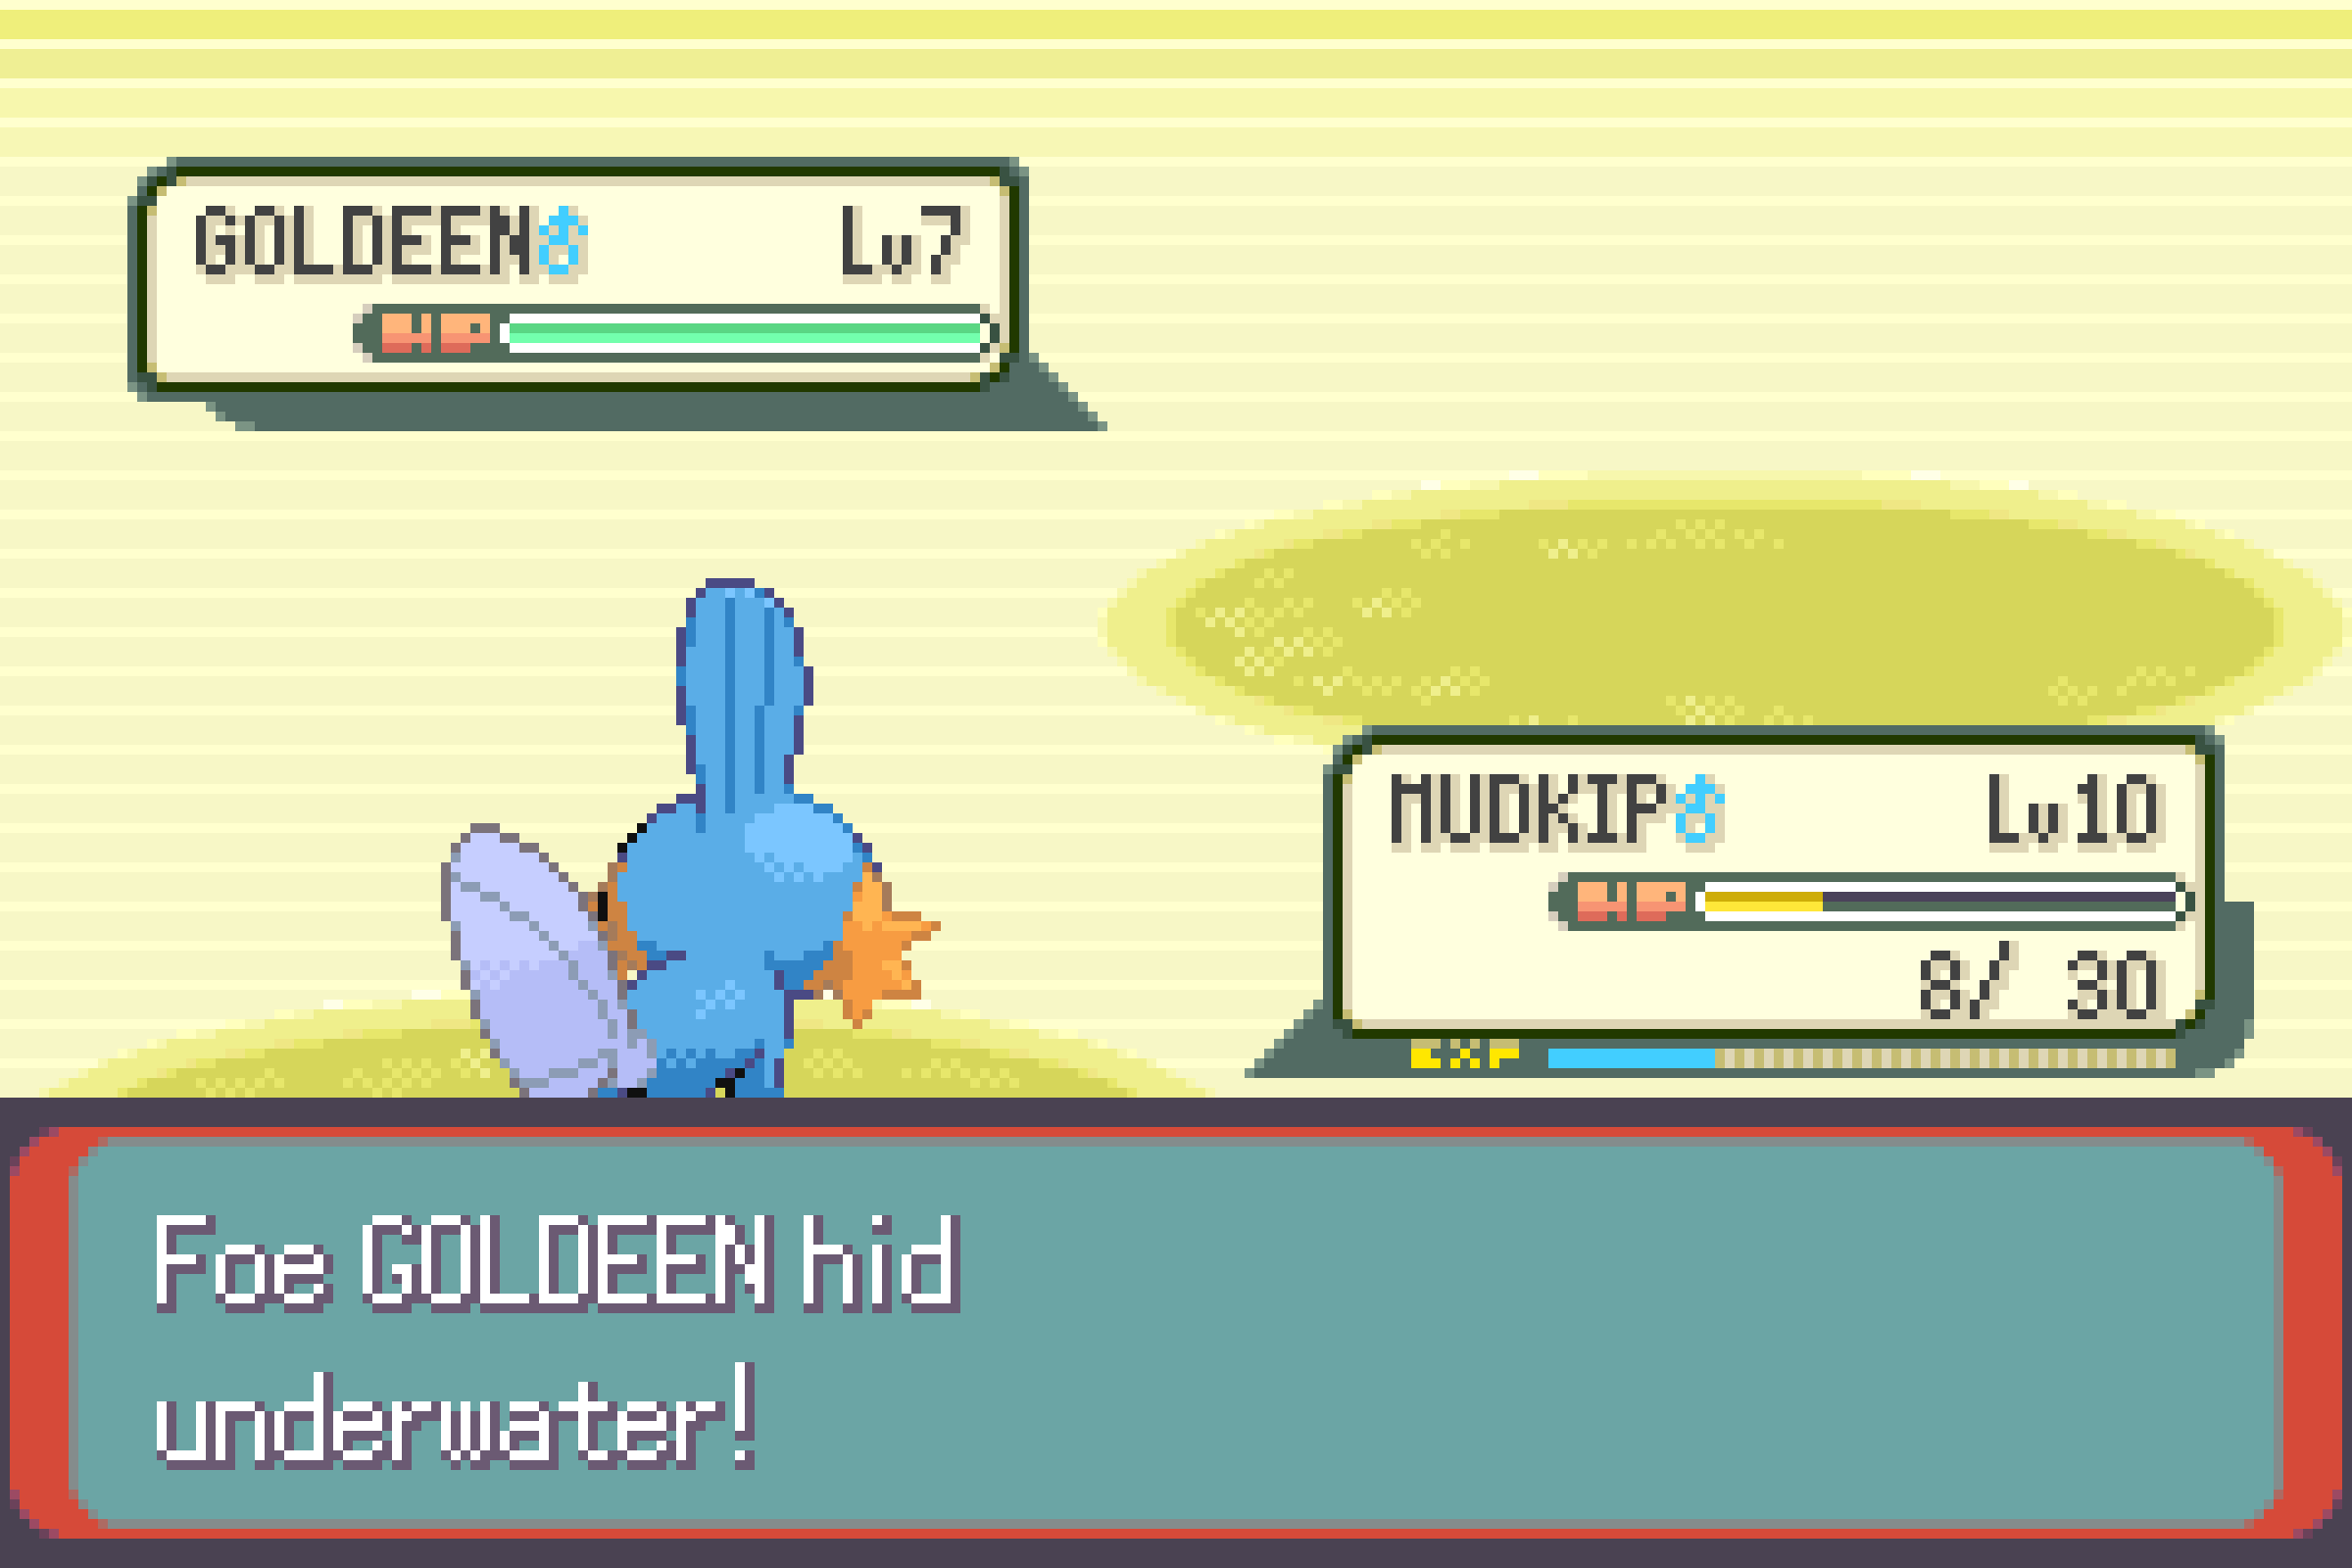 GOLDEEN♂ Lv7
HP
MUDKIP♂ Lv10
HP
8/ 30
EXP
Foe GOLDEEN hid
underwater!